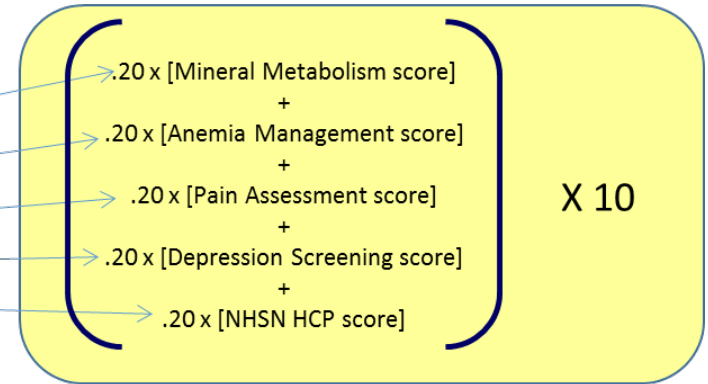 .20 x [Mineral Metabolism score]
+
.20 x [Anemia Management score]
+
.20 x [Pain Assessment score]
+
.20 x [Depression Screening score]
+
.20 x [NHSN HCP score]
X 10